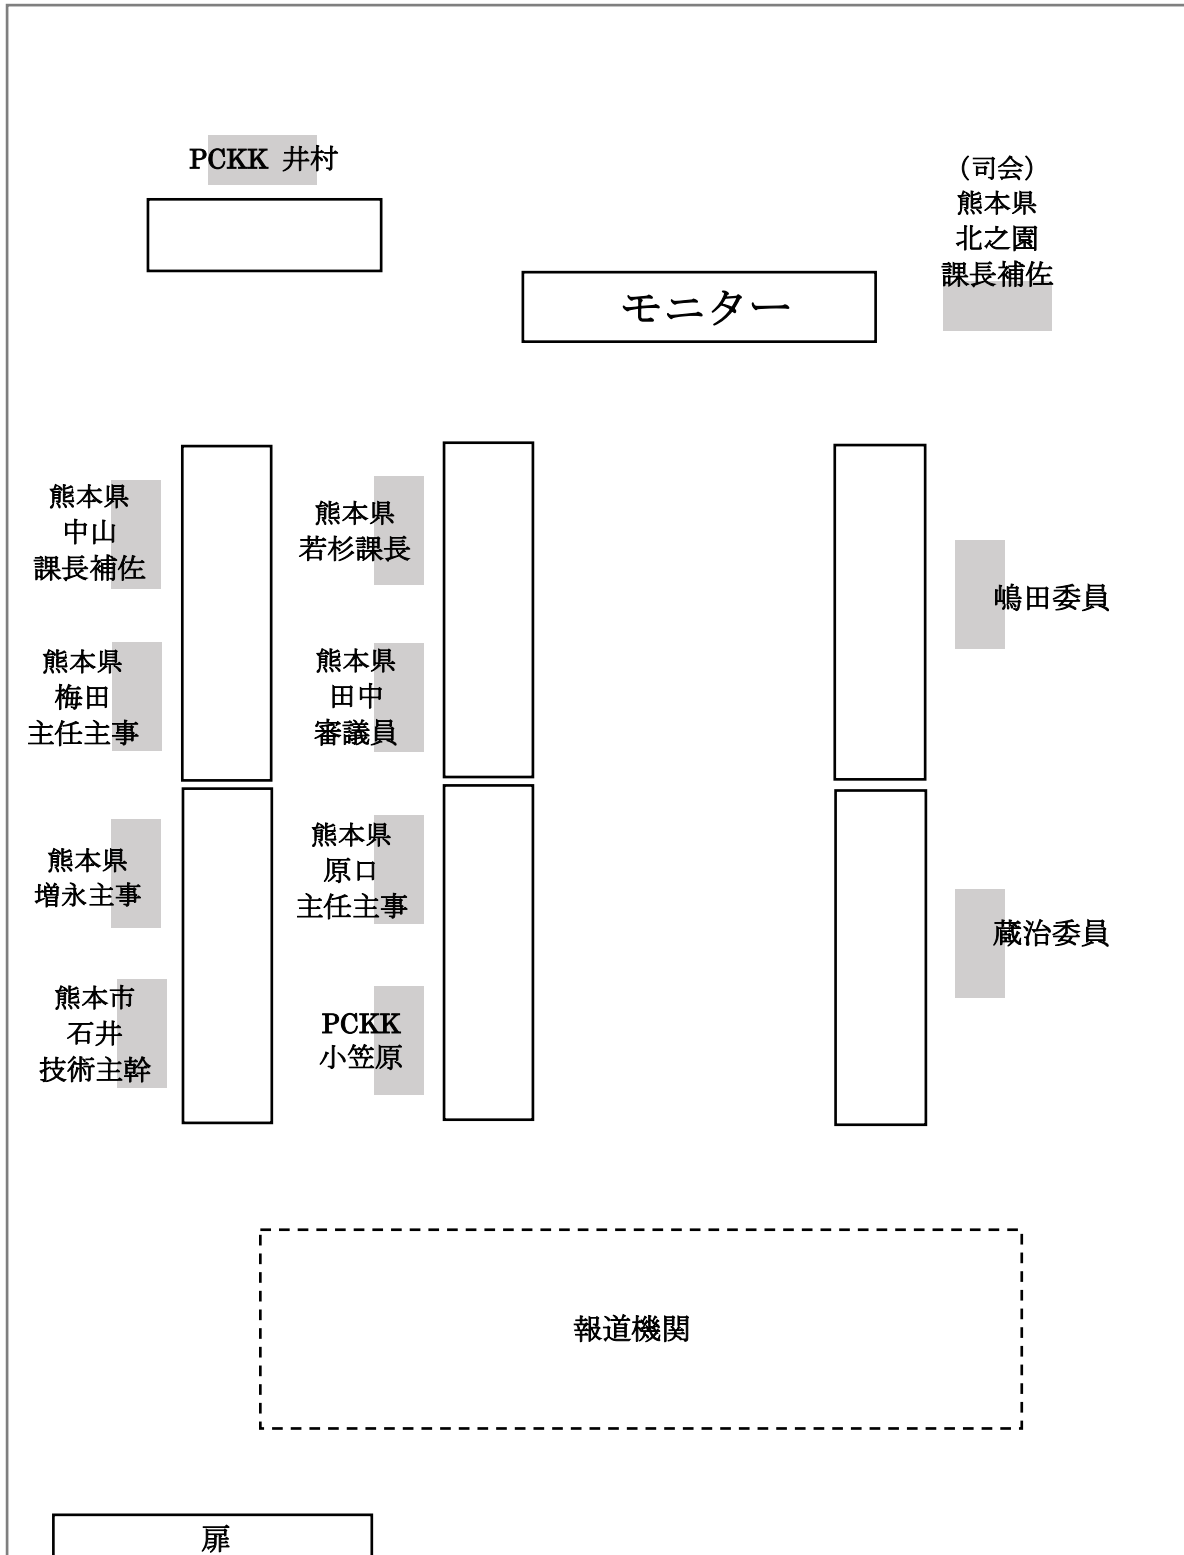 PCKK 井村
（司会）
熊本県
北之園
課長補佐
モニター
熊本県
中山
課長補佐
熊本県
若杉課長
嶋田委員
熊本県
梅田
主任主事
熊本県
田中
審議員
熊本県
増永主事
熊本県
原口
主任主事
蔵治委員
熊本市
石井
技術主幹
PCKK
小笠原
報道機関
扉